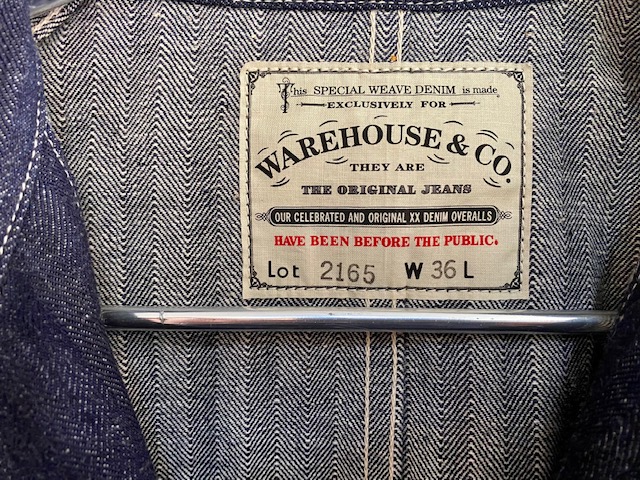 This SPECIAL WEAVE DENIM is made
EXCLUSIVELY FOR
WAREHOUSE & CO.
THEY ARE
THE ORIGINAL JEANS
OUR CELEBRATED AND ORIGINAL XX DENIM OVERALLS
HAVE BEEN BEFORE THE PUBLIC.
Lot 2165 W 36 L